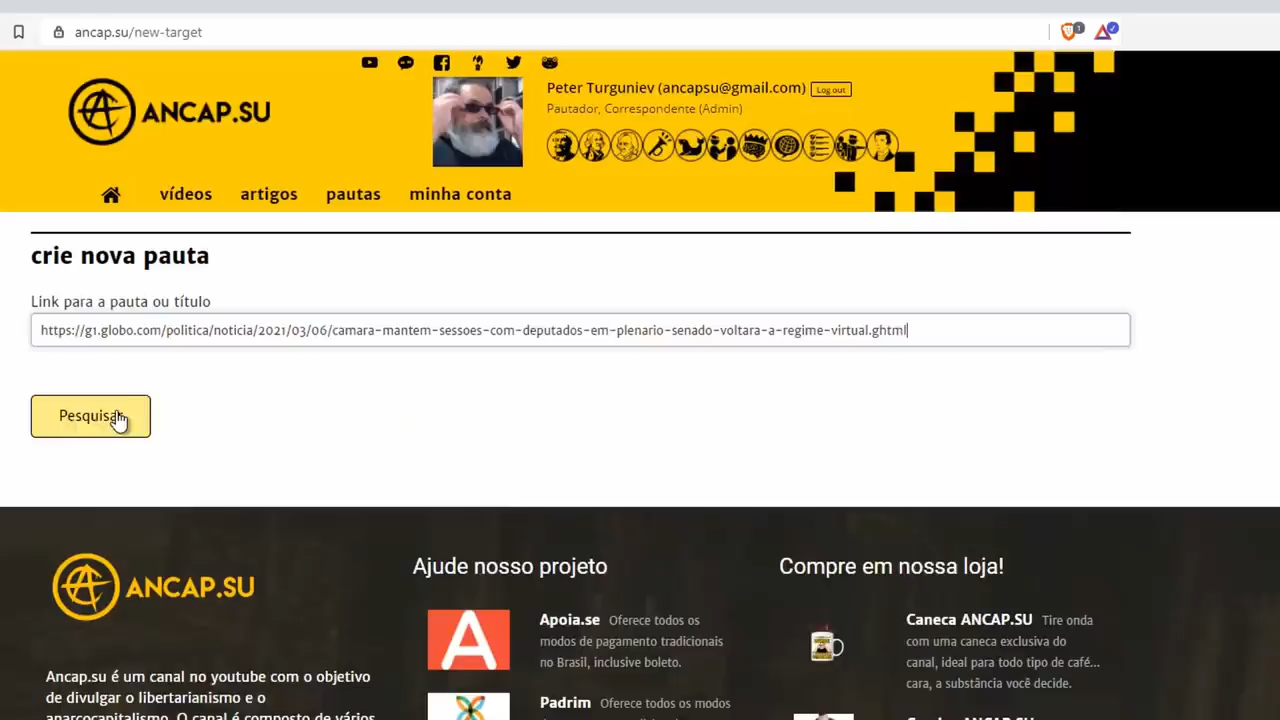 ancap.su/new-target
ANCAP.SU
Peter Turguniev (ancapsu@gmail.com) Log out
Pautador, Correspondente (Admin)
vídeos artigos pautas minha conta
crie nova pauta
Link para a pauta ou título
https://g1.globo.com/politica/noticia/2021/03/06/camara-mantem-sessoes-com-deputados-em-plenario-senado-voltara-a-regime-virtual.ghtml
Pesquisar
ANCAP.SU
Ajude nosso projeto
Compre em nossa loja!
Apoia.se Oferece todos os
modos de pagamento tradicionais
no Brasil, inclusive boleto.
Caneca ANCAP.SU Tire onda
com uma caneca exclusiva do
canal, ideal para todo tipo de café...
cara, a substância você decide.
Ancap.su é um canal no youtube com o objetivo
de divulgar o libertarianismo e o
anarcocapitalismo. O canal é composto de vários
Padrim Oferece todos os modos